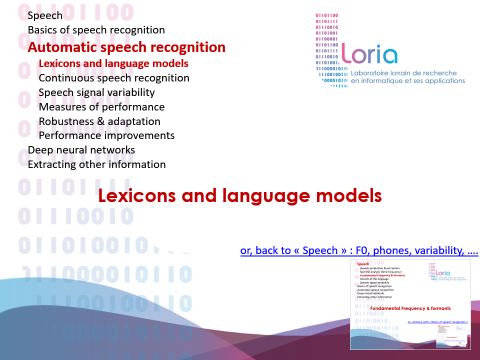 Speech
Basics of speech recognition
Automatic speech recognition
Lexicons and language models
Continuous speech recognition
Speech signal variability
Measures of performance
Robustness & adaptation
Performance improvements
Deep neural networks
Extracting other information
Loria
Laboratoire lorrain de recherche
en informatique et ses applications
Lexicons and language models
or, back to « Speech » : F0, phones, variability, ....
Speech
Fundamental Frequency & formants